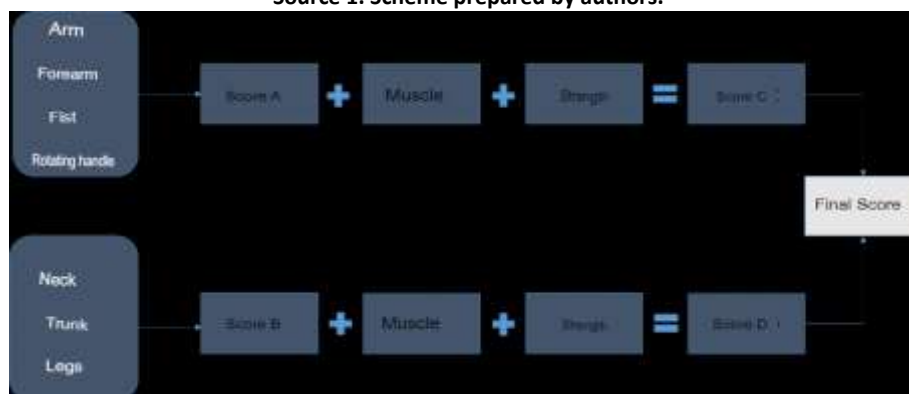 Source 1: Scheme prepared by authors.
Arm
Forearm
Fist
Rotating handle
Score A
Muscle
Score C
Final Score
Neck
Trunk
Legs
Score B
Muscle
Score D